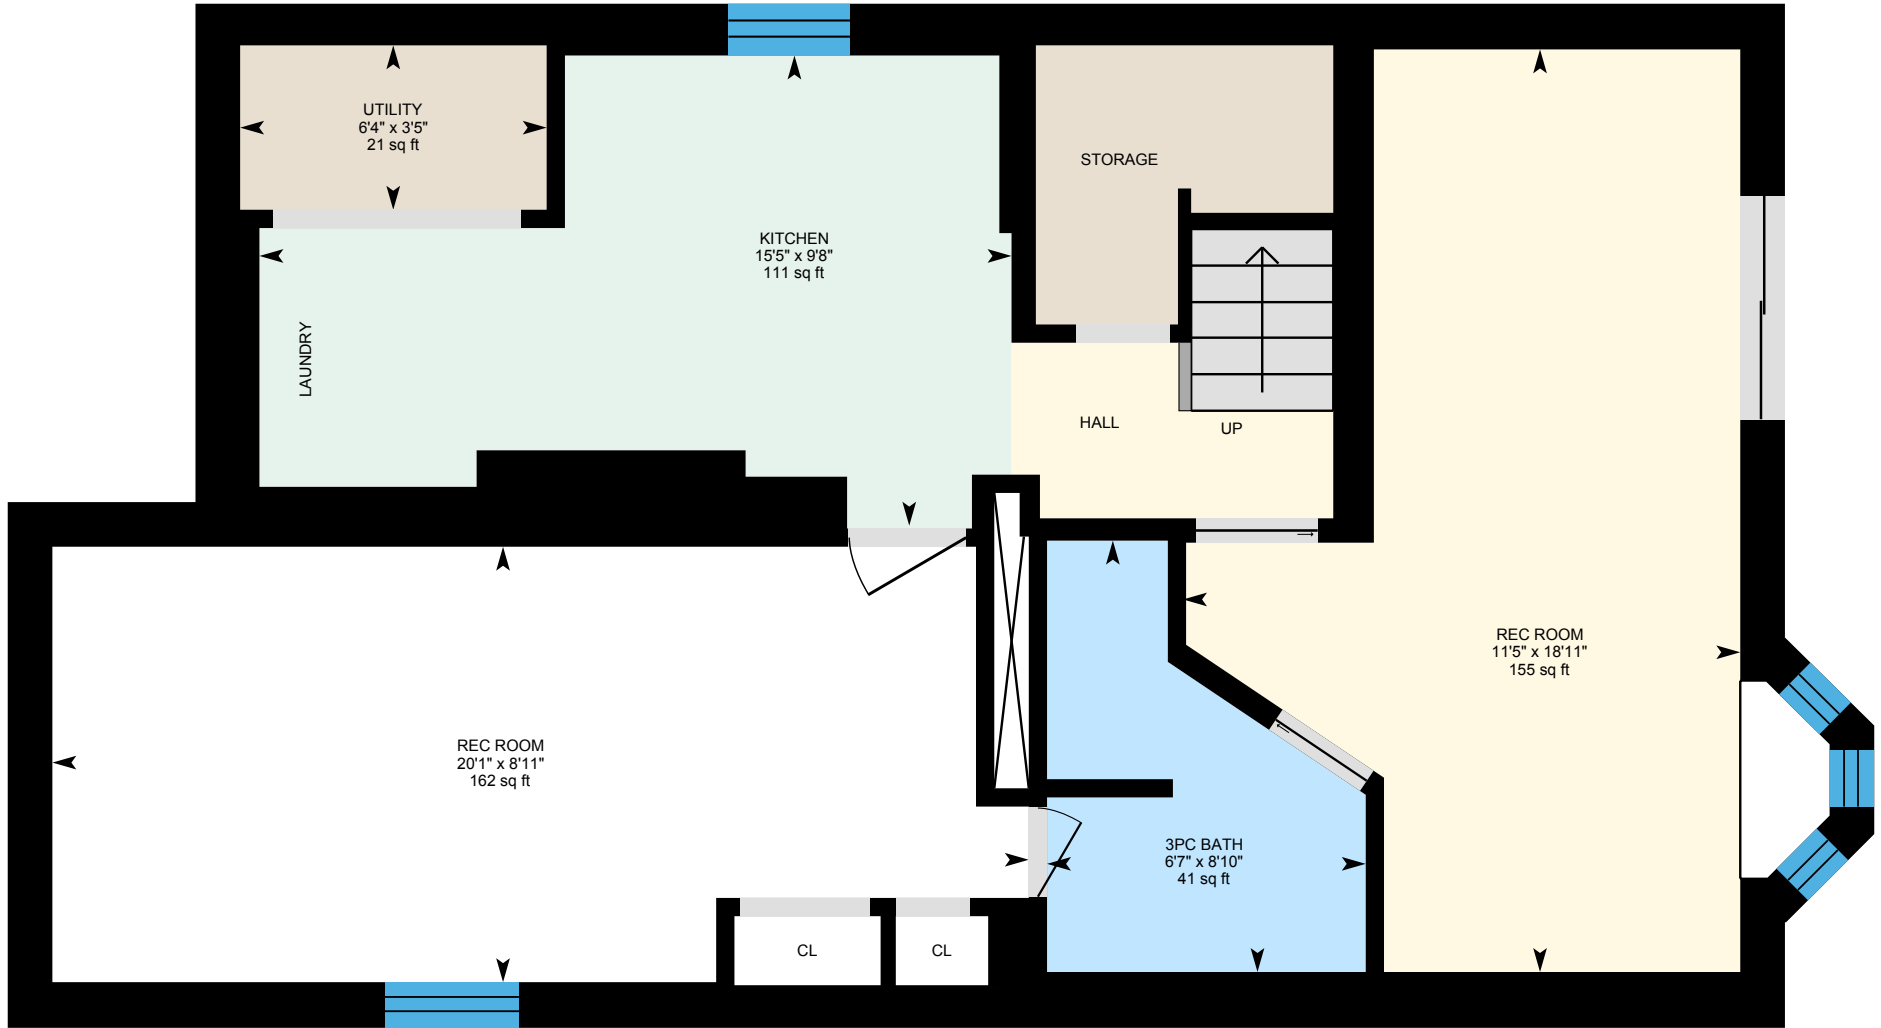 UTILITY
6'4" x 3'5"
21 sq ft
STORAGE
KITCHEN
15'5" x 9'8"
111 sq ft
LAUNDRY
HALL
UP
REC ROOM
11'5" x 18'11"
155 sq ft
REC ROOM
20'1" x 8'11"
162 sq ft
3PC BATH
6'7" x 8'10"
41 sq ft
CL
CL